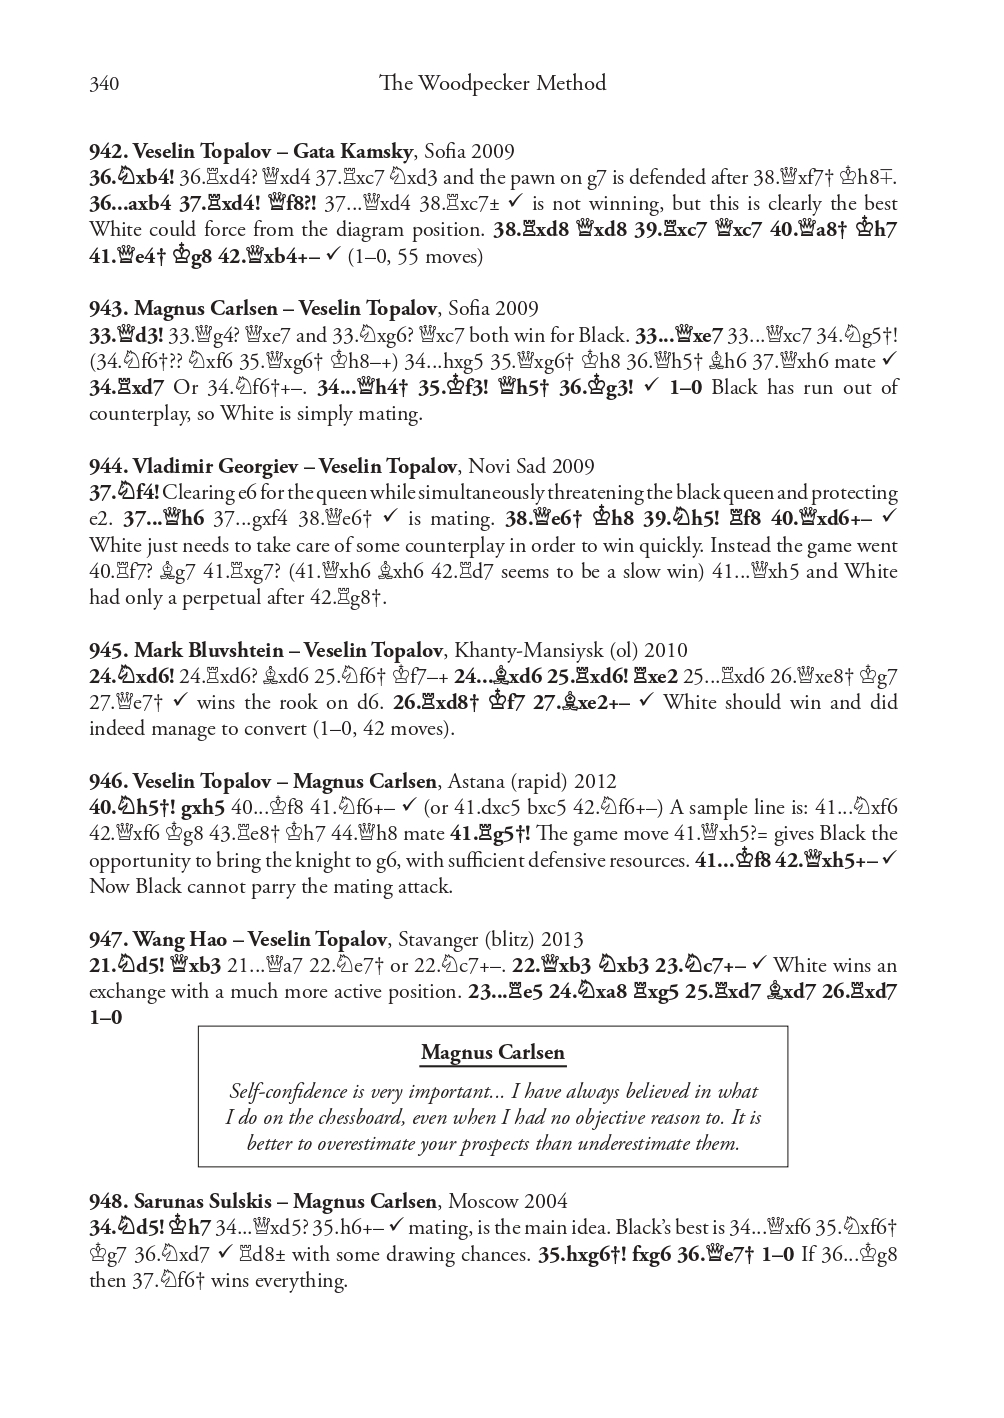 340
The Woodpecker Method
942. Veselin Topalov – Gata Kamsky, Sofia 2009
36.♘xb4! 36.♖xd4? ♕xd4 37.♖xc7 ♘xd3 and the pawn on g7 is defended after 38.♕xf7† ♔h8∓.
36...axb4 37.♖xd4! ♕f8?! 37...♕xd4 38.♖xc7± ✓ is not winning, but this is clearly the best
White could force from the diagram position. 38.♖xd8 ♕xd8 39.♖xc7 ♕xc7 40.♕a8† ♔h7
41.♕e4† ♔g8 42.♕xb4+– ✓ (1–0, 55 moves)
943. Magnus Carlsen – Veselin Topalov, Sofia 2009
33.♕d3! 33.♕g4? ♕xe7 and 33.♘xg6? ♕xc7 both win for Black. 33...♕xe7 33...♕xc7 34.♘g5†!
(34.♘f6†?? ♘xf6 35.♕xg6† ♔h8–+) 34...hxg5 35.♕xg6† ♔h8 36.♕h5† ♗h6 37.♕xh6 mate ✓
34.♖xd7 Or 34.♘f6†+–. 34...♕h4† 35.♔f3! ♕h5† 36.♔g3! ✓ 1–0 Black has run out of
counterplay, so White is simply mating.
944. Vladimir Georgiev – Veselin Topalov, Novi Sad 2009
37.♘f4! Clearing e6 for the queen while simultaneously threatening the black queen and protecting
e2. 37...♕h6 37...gxf4 38.♕e6† ✓ is mating. 38.♕e6† ♔h8 39.♘h5! ♖f8 40.♕xd6+– ✓
White just needs to take care of some counterplay in order to win quickly. Instead the game went
40.♖f7? ♗g7 41.♖xg7? (41.♕xh6 ♗xh6 42.♖d7 seems to be a slow win) 41...♕xh5 and White
had only a perpetual after 42.♖g8†.
945. Mark Bluvshtein – Veselin Topalov, Khanty-Mansiysk (ol) 2010
24.♘xd6! 24.♖xd6? ♗xd6 25.♘f6† ♔f7–+ 24...♗xd6 25.♖xd6! ♖xe2 25...♖xd6 26.♕xe8† ♔g7
27.♕e7† ✓ wins the rook on d6. 26.♖xd8† ♔f7 27.♗xe2+– ✓ White should win and did
indeed manage to convert (1–0, 42 moves).
946. Veselin Topalov – Magnus Carlsen, Astana (rapid) 2012
40.♘h5†! gxh5 40...♔f8 41.♘f6+– ✓ (or 41.dxc5 bxc5 42.♘f6+–) A sample line is: 41...♘xf6
42.♕xf6 ♔g8 43.♖e8† ♔h7 44.♕h8 mate 41.♖g5†! The game move 41.♕xh5?= gives Black the
opportunity to bring the knight to g6, with sufficient defensive resources. 41...♔f8 42.♕xh5+– ✓
Now Black cannot parry the mating attack.
947. Wang Hao – Veselin Topalov, Stavanger (blitz) 2013
21.♘d5! ♕xb3 21...♕a7 22.♘e7† or 22.♘c7+–. 22.♕xb3 ♘xb3 23.♘c7+– ✓ White wins an
exchange with a much more active position. 23...♖e5 24.♘xa8 ♖xg5 25.♖xd7 ♗xd7 26.♖xd7
1–0
Magnus Carlsen
Self-confidence is very important... I have always believed in what
I do on the chessboard, even when I had no objective reason to. It is
better to overestimate your prospects than underestimate them.
948. Sarunas Sulskis – Magnus Carlsen, Moscow 2004
34.♘d5! ♔h7 34...♕xd5? 35.h6+– ✓ mating, is the main idea. Black's best is 34...♕xf6 35.♘xf6†
♔g7 36.♘xd7 ✓ ♖d8± with some drawing chances. 35.hxg6†! fxg6 36.♕e7† 1–0 If 36...♔g8
then 37.♘f6† wins everything.